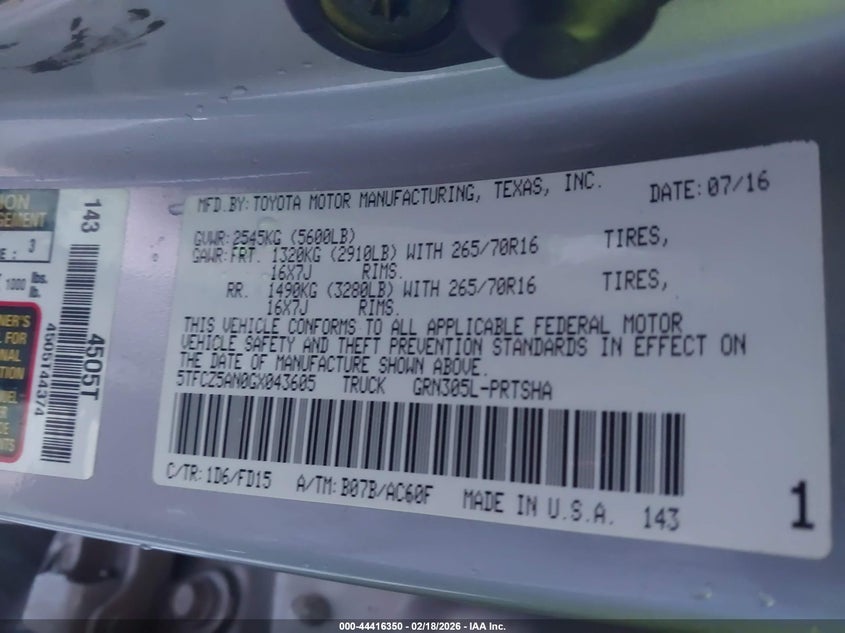 MFD.BY: TOYOTA MOTOR MANUFACTURING, TEXAS, INC. DATE: 07/16
GVWR: 2545KG (5600LB)
GAWR: FRT. 1320KG (2910LB) WITH 265/70R16 TIRES,
16X7J RIMS.
RR. 1490KG (3280LB) WITH 265/70R16 TIRES,
16X7J RIMS.
THIS VEHICLE CONFORMS TO ALL APPLICABLE FEDERAL MOTOR
VEHICLE SAFETY AND THEFT PREVENTION STANDARDS IN EFFECT ON
THE DATE OF MANUFACTURE SHOWN ABOVE.
5TFCZ5AN0GX043605 TRUCK GRN305L-PRTSHA
C/TR: 1D6/FD15 A/TM: B07B/AC60F MADE IN U.S.A. 143
1
143
4505T
3
1000 lbs.
000-44416350 - 02/18/2026 - IAA Inc.